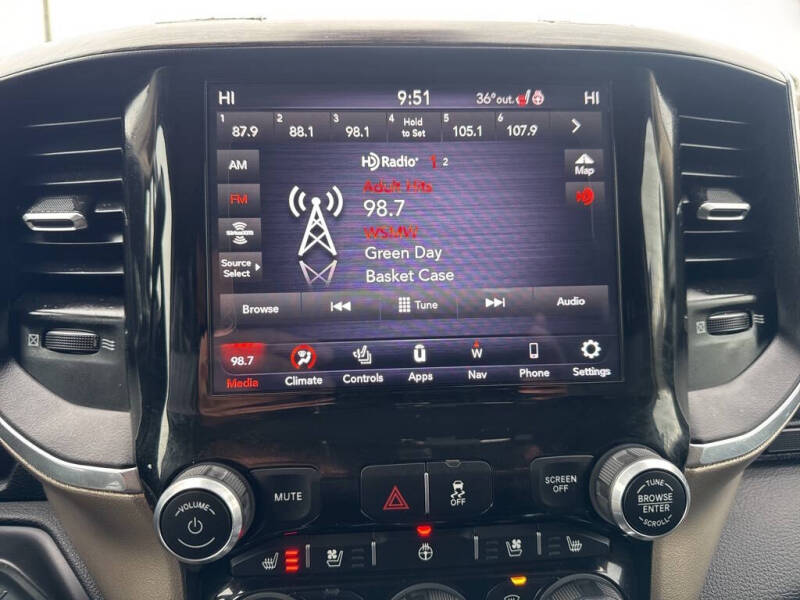 HI 9:51 36°out. HI
1 87.9 2 88.1 3 98.1 4 Hold to Set 5 105.1 6 107.9
AM HD Radio 1 2 Map
Adult Hits
FM 98.7
SiriusXM
Green Day
Source Select Basket Case
Browse Tune Audio
98.7
Media Climate Controls Apps Nav Phone Settings
W
VOLUME MUTE OFF SCREEN OFF TUNE BROWSE ENTER SCROLL